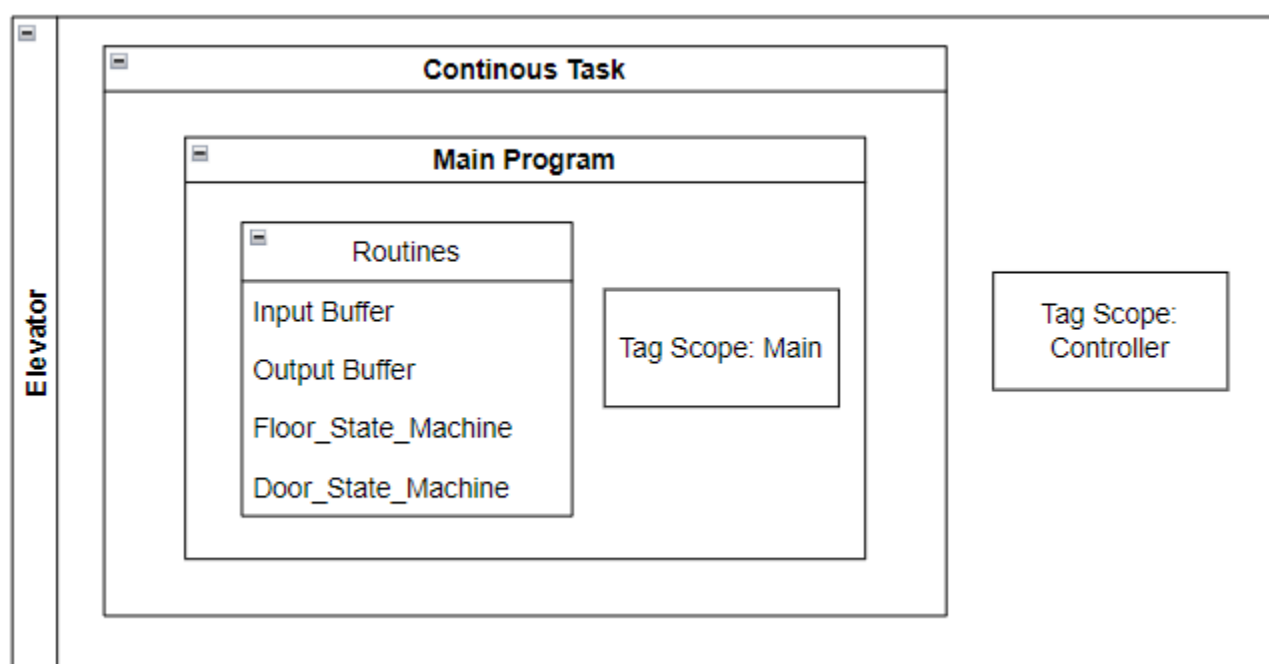 Elevator
Continous Task
Main Program
Routines
Input Buffer
Output Buffer
Floor_State_Machine
Door_State_Machine
Tag Scope: Main
Tag Scope:
Controller